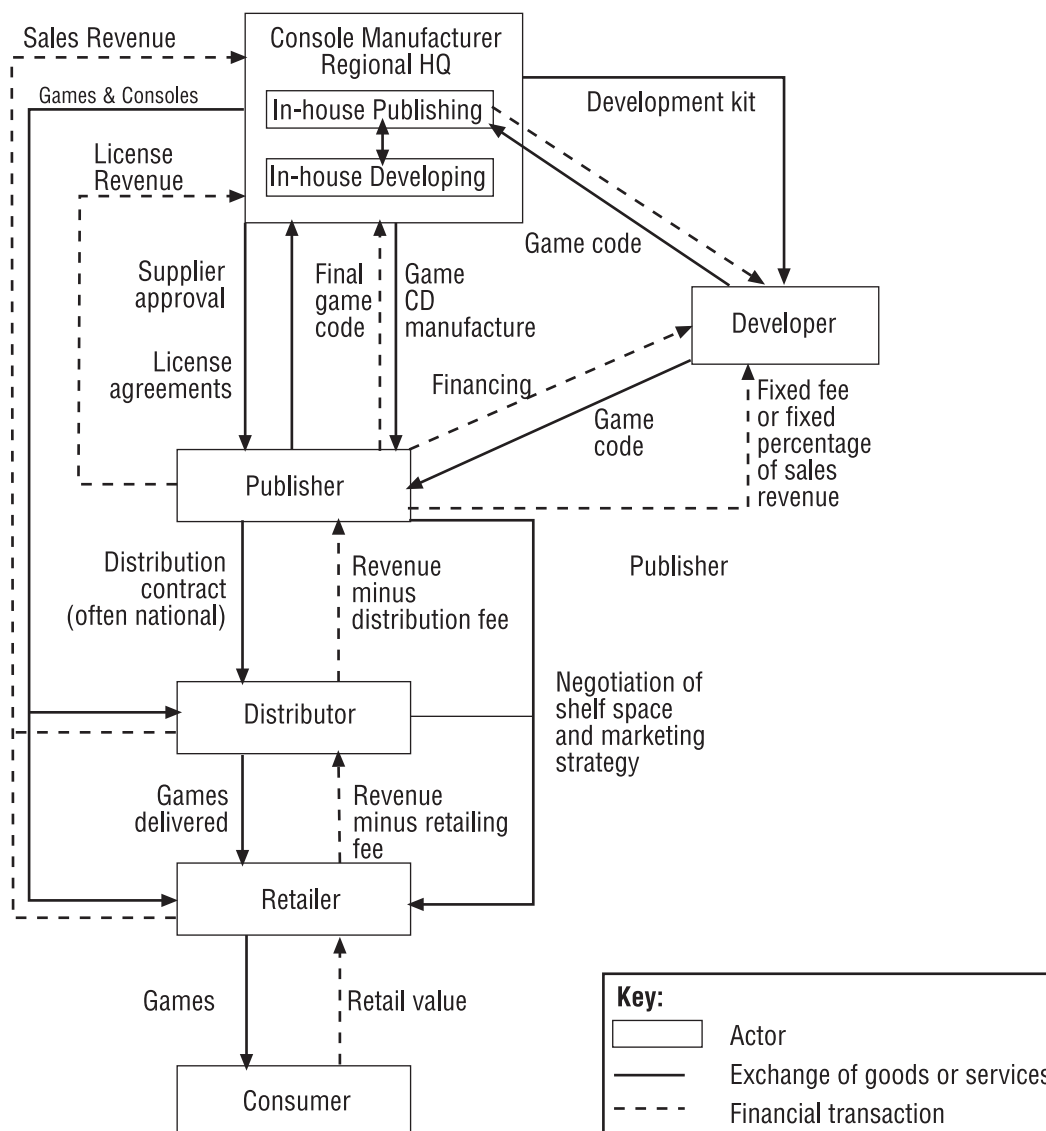 Sales Revenue
Console Manufacturer
Regional HQ
Games & Consoles
In-house Publishing
Development kit
License
Revenue
In-house Developing
Game code
Supplier
approval
Final
game
code
Game
CD
manufacture
Developer
License
agreements
Financing
Game
code
Fixed fee
or fixed
percentage
of sales
revenue
Publisher
Distribution
contract
(often national)
Revenue
minus
distribution fee
Publisher
Distributor
Negotiation of
shelf space
and marketing
strategy
Games
delivered
Revenue
minus retailing
fee
Retailer
Games
Retail value
Consumer
Key:
Actor
Exchange of goods or services
Financial transaction